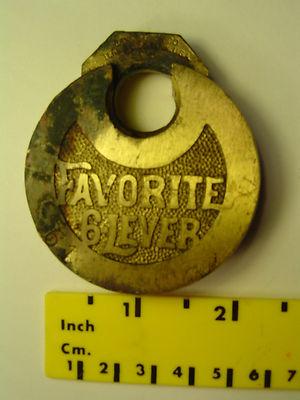 FAVORITE
6 LEVER
1 2
Inch
Cm.
1 2 3 4 5 6 7